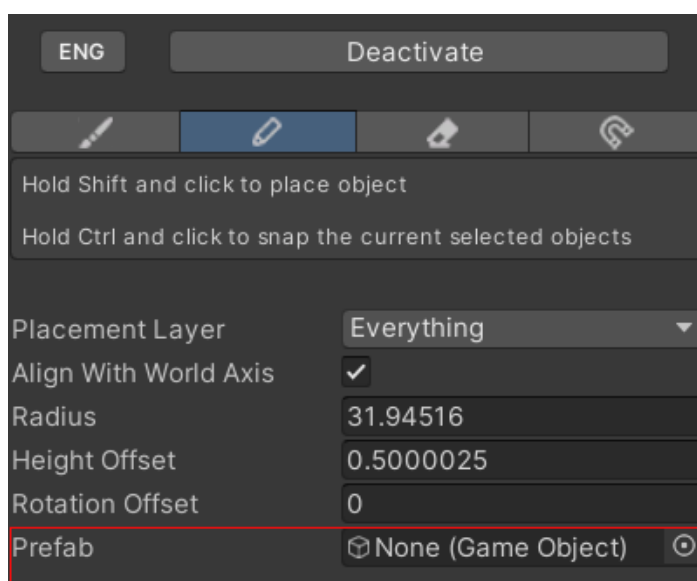 ENG Deactivate
Hold Shift and click to place object
Hold Ctrl and click to snap the current selected objects
Placement Layer Everything
Align With World Axis
Radius 31.94516
Height Offset 0.5000025
Rotation Offset 0
Prefab None (Game Object)